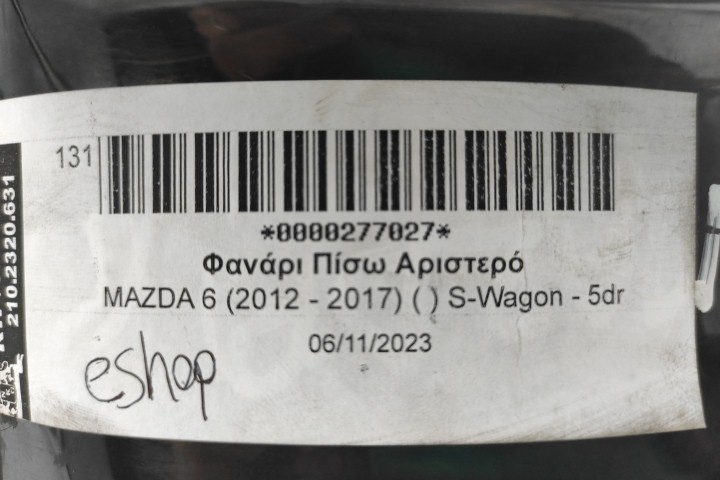 131
*0000277027*
Φανάρι Πίσω Αριστερό
MAZDA 6 (2012 - 2017) ( ) S-Wagon - 5dr
06/11/2023
eshop
210.2320.631